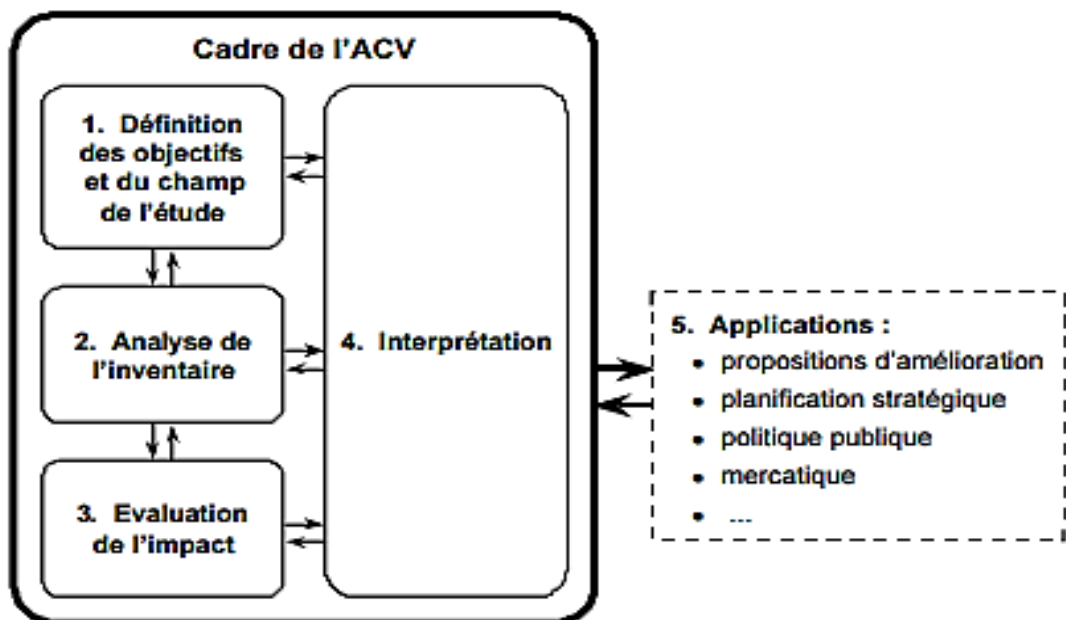 Cadre de l'ACV
1. Définition
des objectifs
et du champ
de l'étude
2. Analyse de
l'inventaire
3. Evaluation
de l'impact
4. Interprétation
5. Applications :
• propositions d'amélioration
• planification stratégique
• politique publique
• mercatique
• ...